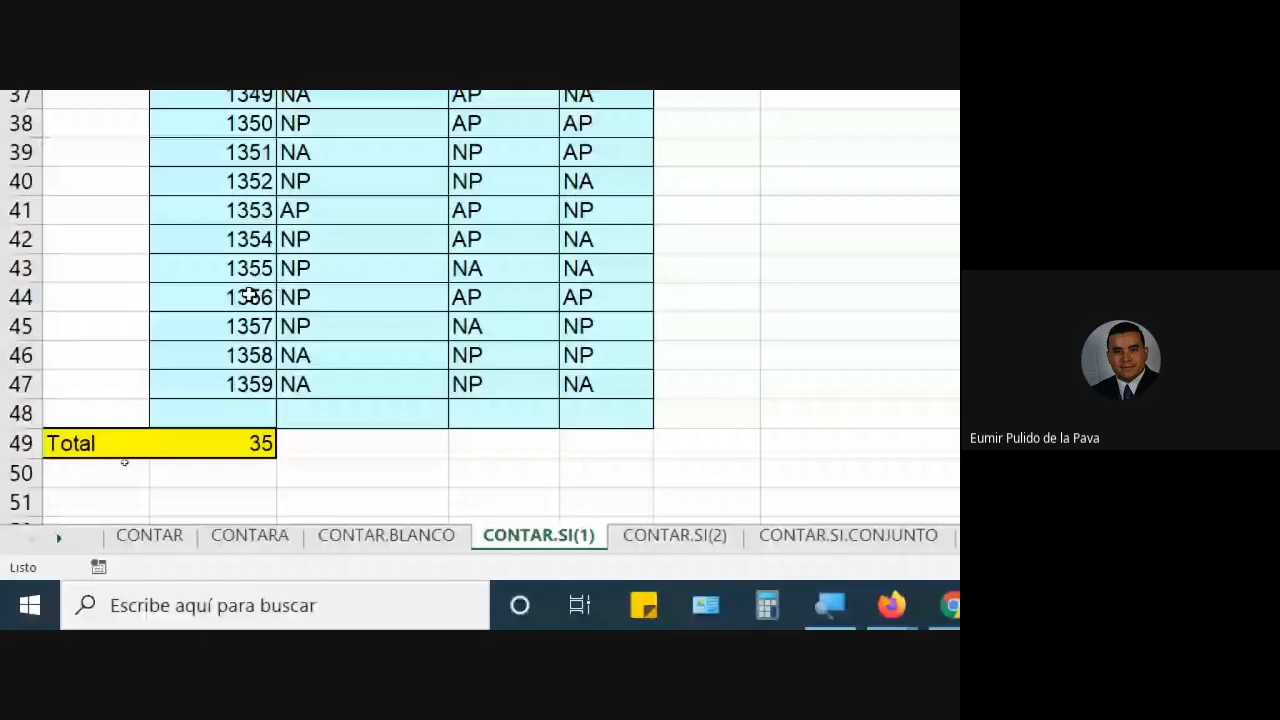 37 1349 NA AP NA
38 1350 NP AP AP
39 1351 NA NP AP
40 1352 NP NP NA
41 1353 AP AP NP
42 1354 NP AP NA
43 1355 NP NA NA
44 1356 NP AP AP
45 1357 NP NA NP
46 1358 NA NP NP
47 1359 NA NP NA
48
49 Total 35
50
51
CONTAR CONTARA CONTAR.BLANCO CONTAR.SI(1) CONTAR.SI(2) CONTAR.SI.CONJUNTO
Listo
Escribe aquí para buscar
Eumir Pulido de la Pava